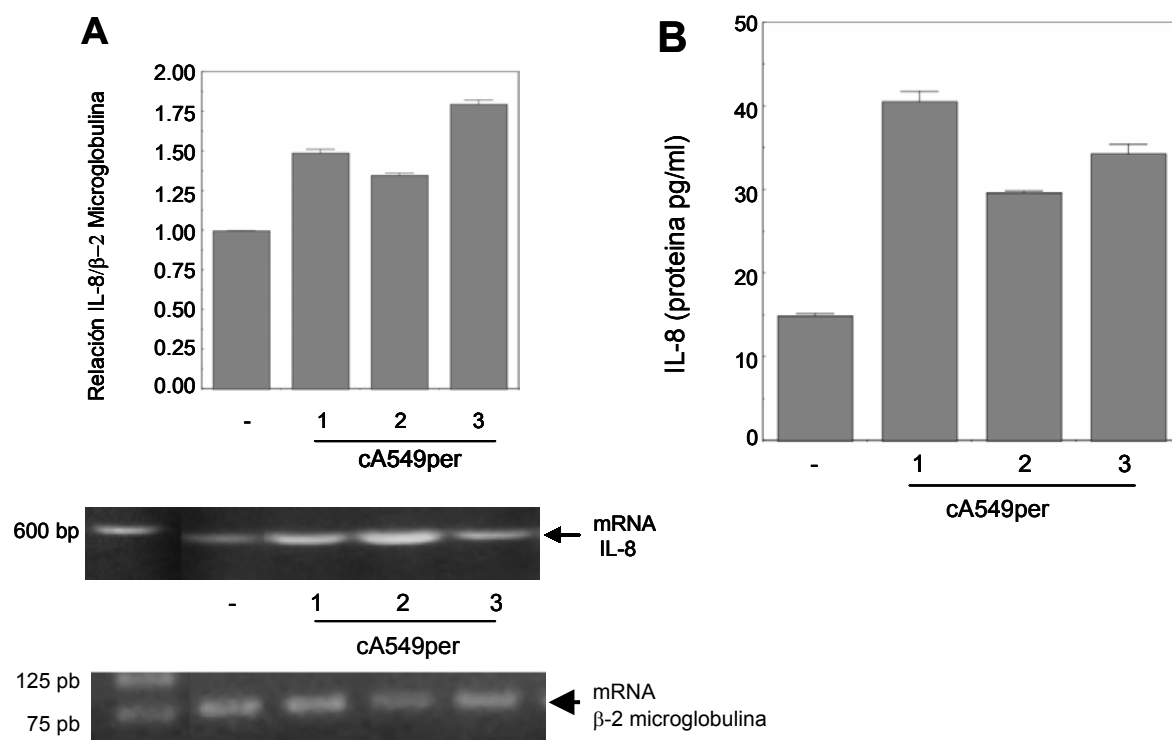 A
Relación IL-8/β–2 Microglobulina
2.00
1.75
1.50
1.25
1.00
0.75
0.50
0.25
0.00
- 1 2 3
cA549per
600 bp
mRNA
IL-8
- 1 2 3
cA549per
125 pb
75 pb
mRNA
β-2 microglobulina
B
IL-8 (proteina pg/ml)
50
40
30
20
10
0
- 1 2 3
cA549per